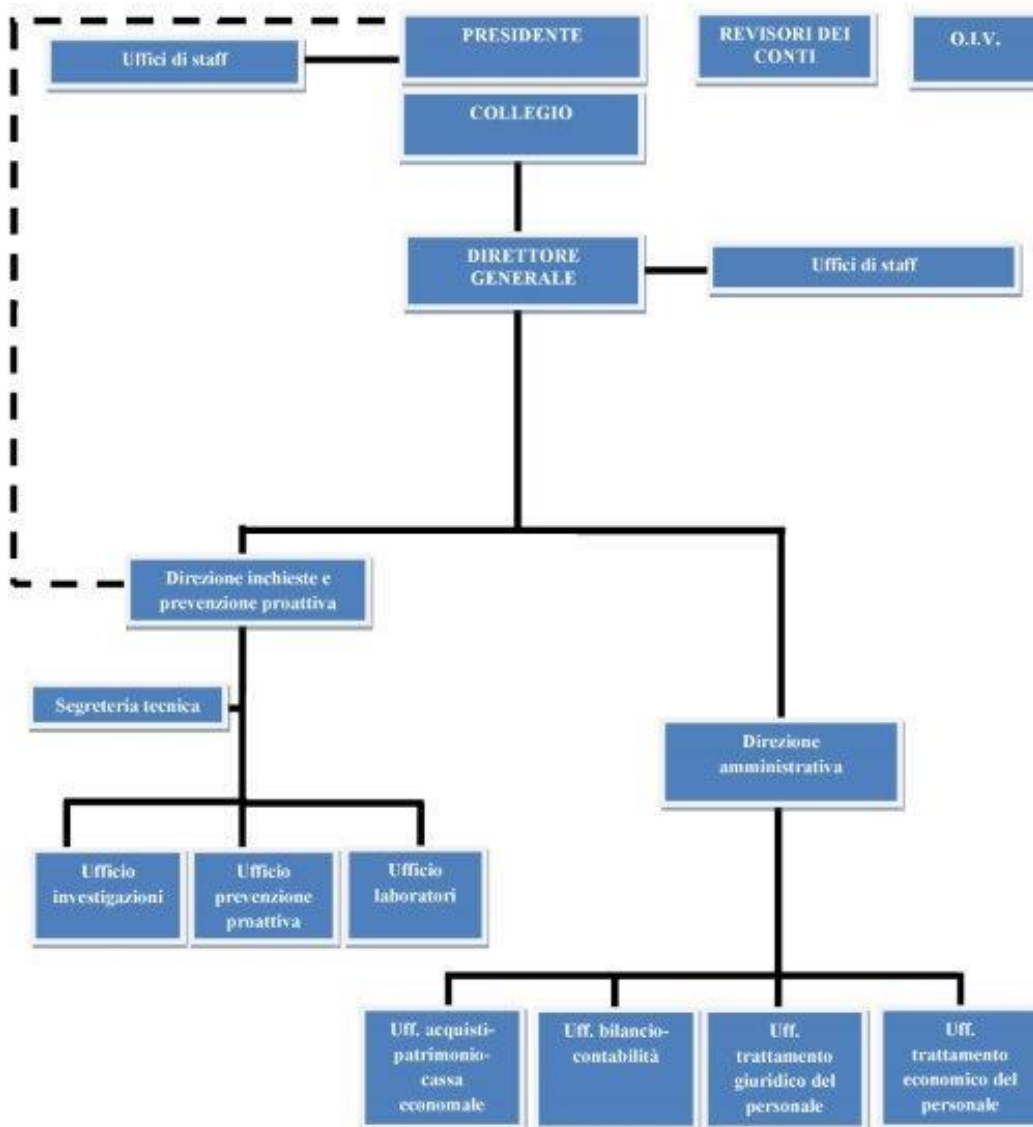 PRESIDENTE
REVISORI DEI
CONTI
O.I.V.
Uffici di staff
COLLEGIO
DIRETTORE
GENERALE
Uffici di staff
Direzione inchieste e
prevenzione proattiva
Segreteria tecnica
Direzione
amministrativa
Ufficio
investigazioni
Ufficio
prevenzione
proattiva
Ufficio
laboratori
Uff. acquisti-
patrimonio-
cassa
economale
Uff. bilancio-
contabilità
Uff.
trattamento
giuridico del
personale
Uff.
trattamento
economico del
personale